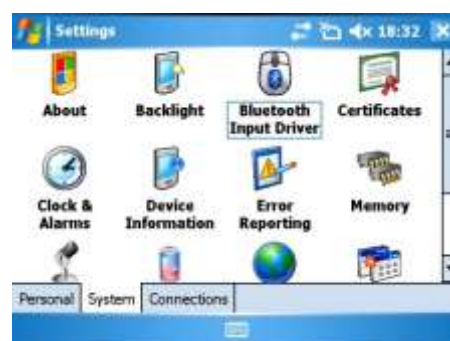 Settings
18:32
About
Backlight
Bluetooth
Input Driver
Certificates
Clock &
Alarms
Device
Information
Error
Reporting
Memory
Personal
System
Connections